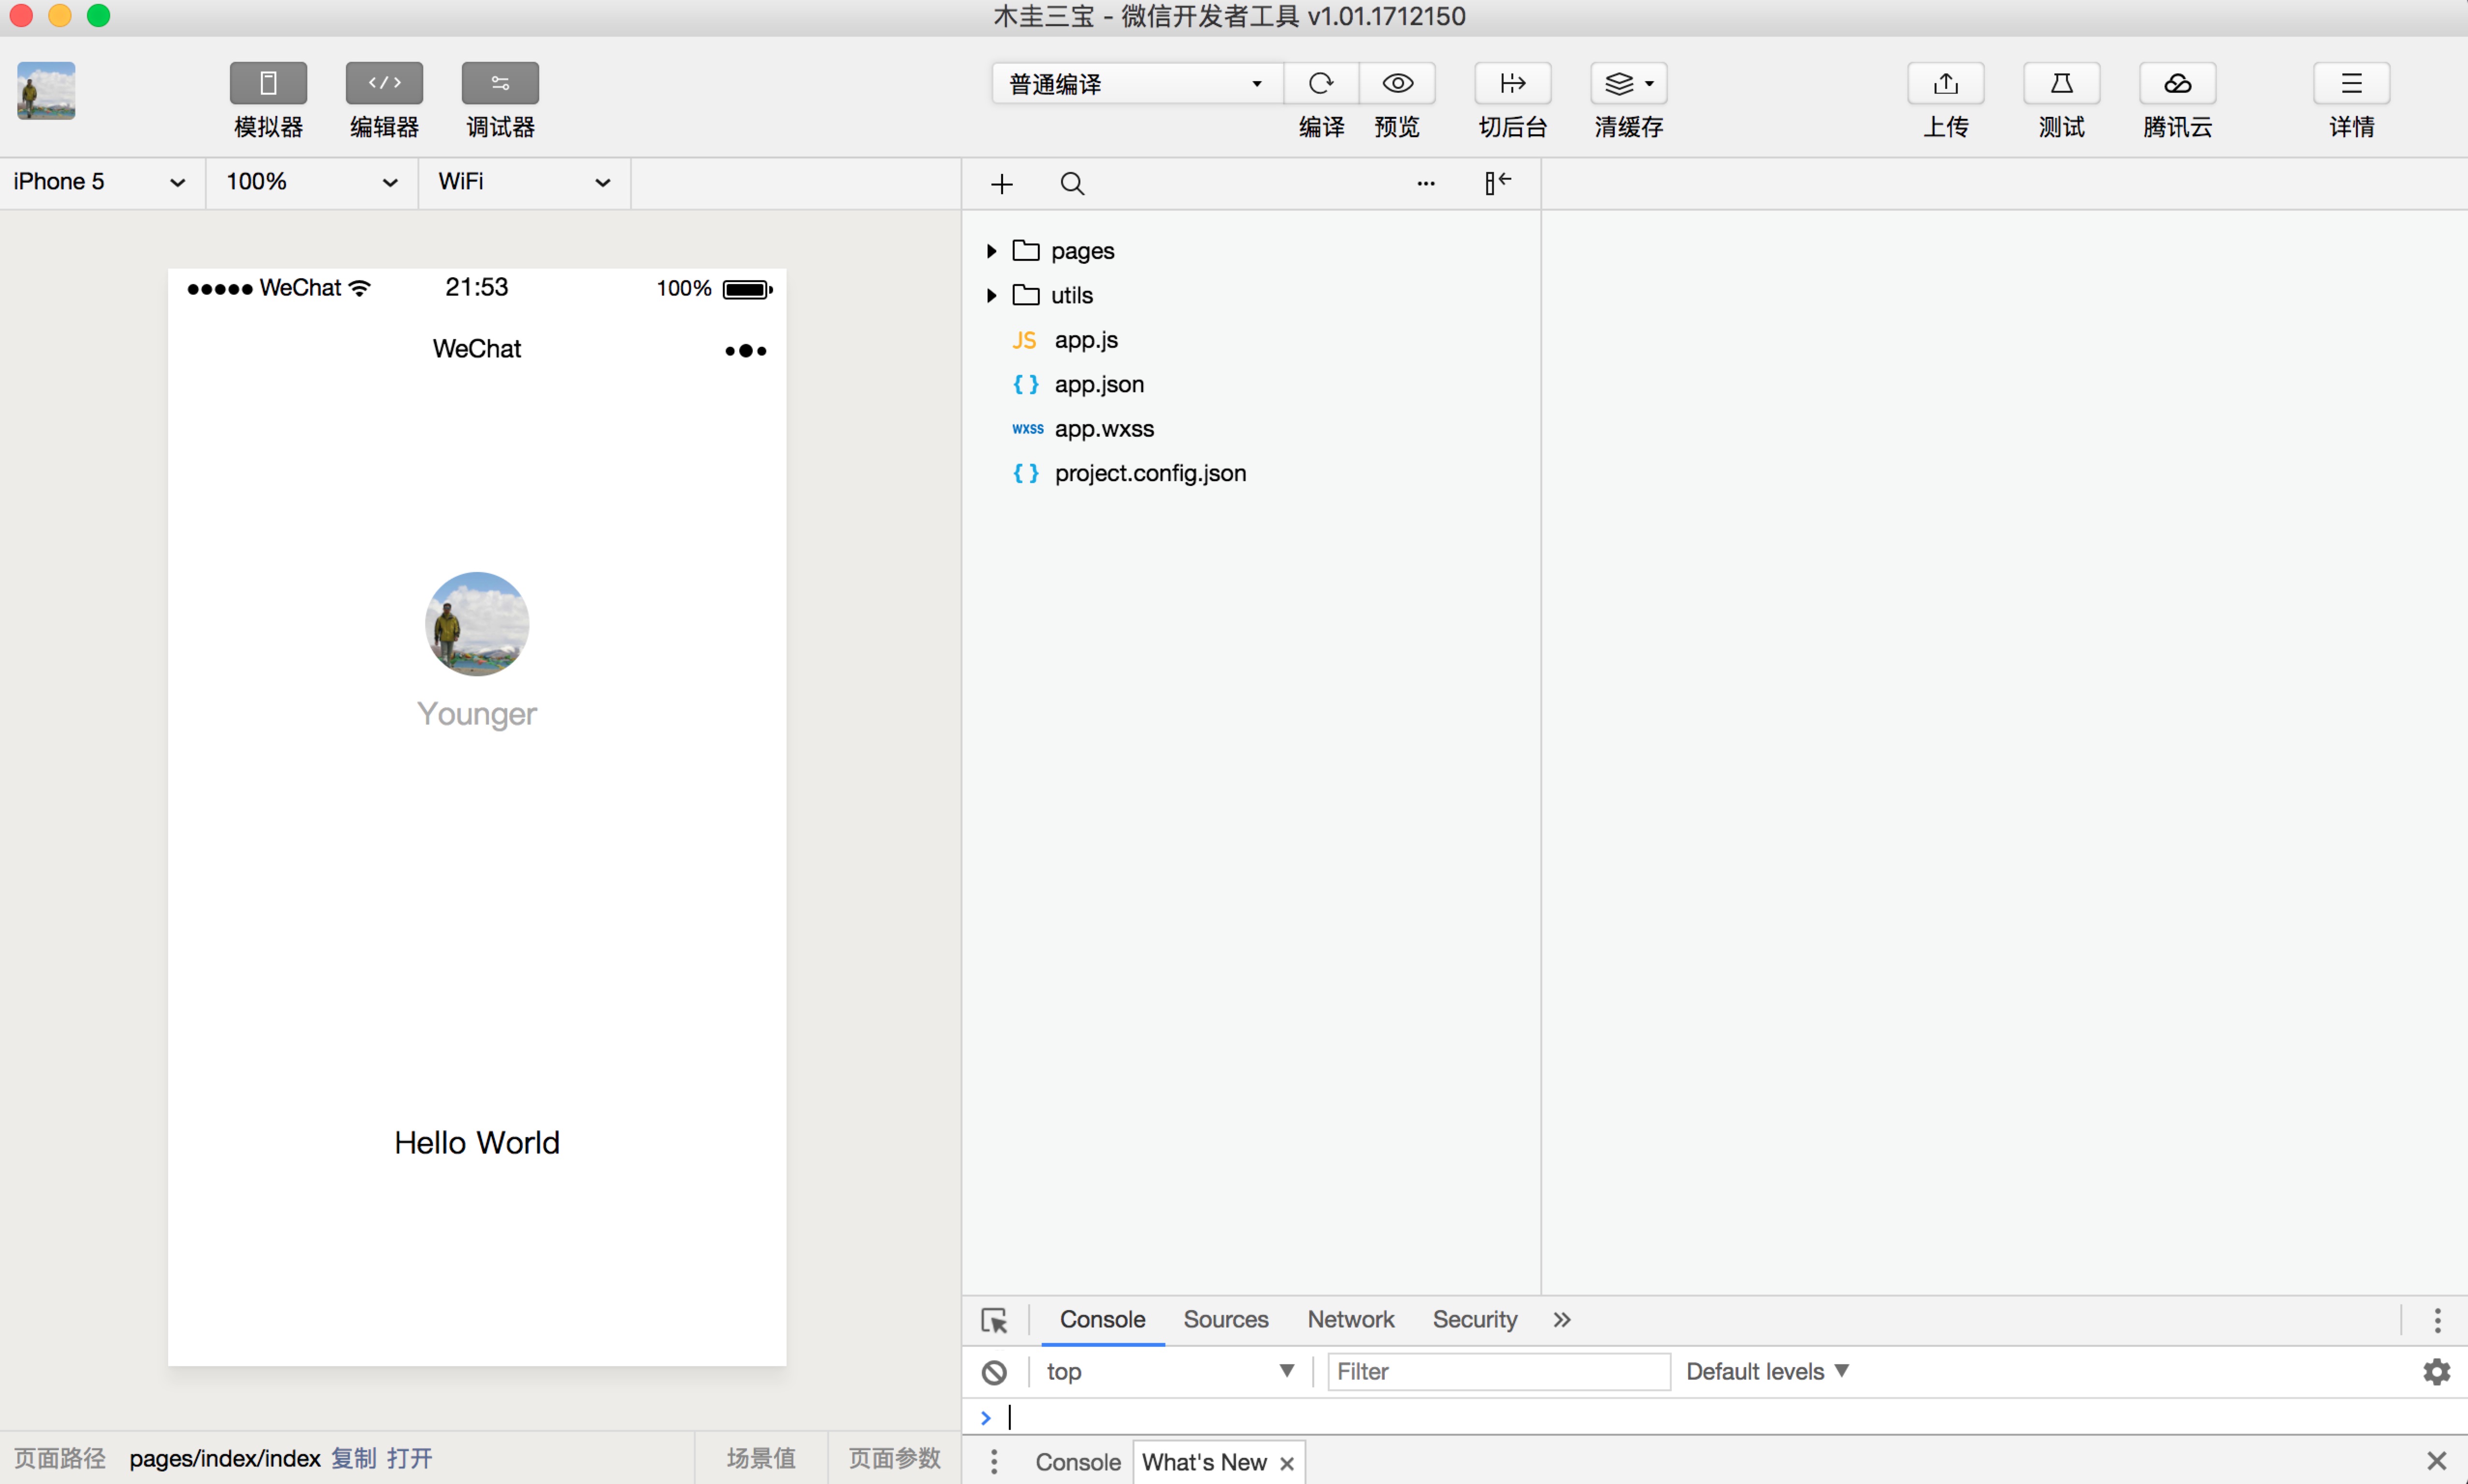 木圭三宝 - 微信开发者工具 v1.01.1712150
模拟器 编辑器 调试器
普通编译
编译 预览 切后台 清缓存
上传 测试 腾讯云 详情
iPhone 5 100% WiFi
WeChat 21:53 100%
WeChat
Younger
Hello World
页面路径 pages/index/index 复制 打开 场景值 页面参数
pages
utils
JS app.js
{ } app.json
wxss app.wxss
{ } project.config.json
Console Sources Network Security
top Filter Default levels
Console What's New